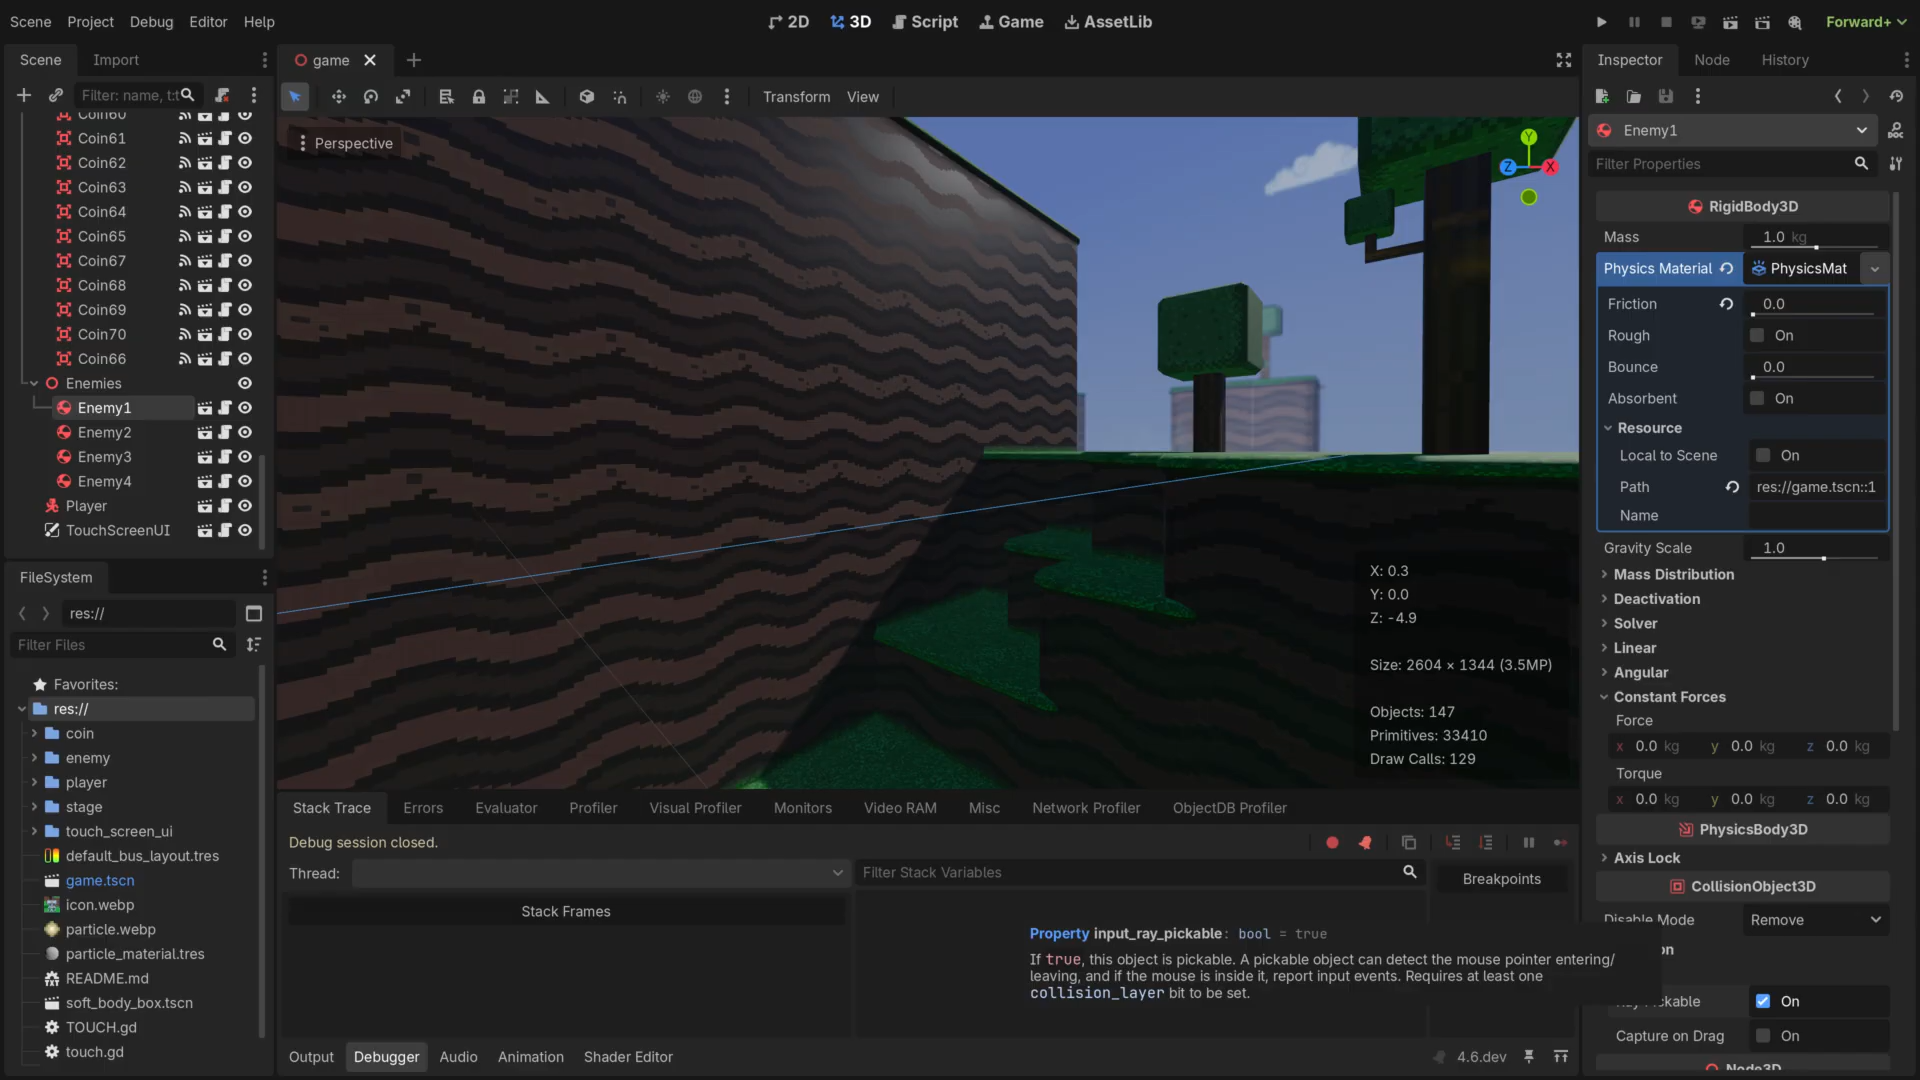 Scene Project Debug Editor Help
2D 3D Script Game AssetLib
Forward+
Scene Import
game
Inspector Node History
Filter: name, t:t
Transform View
Enemy1
Filter Properties
Perspective
Y
Z X
Coin60
Coin61
Coin62
Coin63
Coin64
Coin65
Coin67
Coin68
Coin69
Coin70
Coin66
Enemies
Enemy1
Enemy2
Enemy3
Enemy4
Player
TouchScreenUI
FileSystem
res://
Filter Files
Favorites:
res://
coin
enemy
player
stage
touch_screen_ui
default_bus_layout.tres
game.tscn
icon.webp
particle.webp
particle_material.tres
README.md
soft_body_box.tscn
TOUCH.gd
touch.gd
X: 0.3
Y: 0.0
Z: -4.9
Size: 2604 × 1344 (3.5MP)
Objects: 147
Primitives: 33410
Draw Calls: 129
Stack Trace Errors Evaluator Profiler Visual Profiler Monitors Video RAM Misc Network Profiler ObjectDB Profiler
Debug session closed.
Thread:
Filter Stack Variables
Breakpoints
Stack Frames
Property input_ray_pickable: bool = true
If true, this object is pickable. A pickable object can detect the mouse pointer entering/
leaving, and if the mouse is inside it, report input events. Requires at least one
collision_layer bit to be set.
Output Debugger Audio Animation Shader Editor
4.6.dev
RigidBody3D
Mass 1.0 kg
Physics Material PhysicsMat
Friction 0.0
Rough On
Bounce 0.0
Absorbent On
Resource
Local to Scene On
Path res://game.tscn::1
Name
Gravity Scale 1.0
Mass Distribution
Deactivation
Solver
Linear
Angular
Constant Forces
Force
x 0.0 kg y 0.0 kg z 0.0 kg
Torque
x 0.0 kg y 0.0 kg z 0.0 kg
PhysicsBody3D
Axis Lock
CollisionObject3D
Disable Mode Remove
on
Ray Pickable On
Capture on Drag On
Node3D